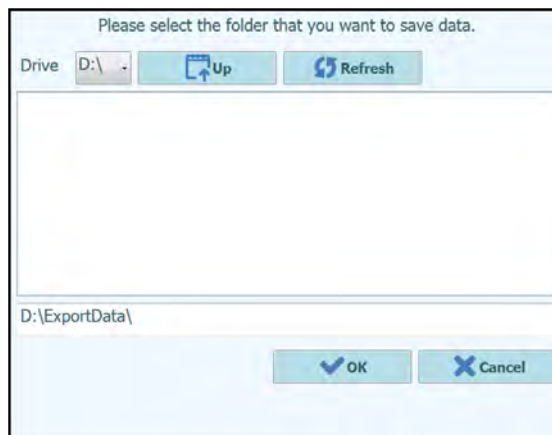 Please select the folder that you want to save data.
Drive D:\ Up Refresh
D:\ExportData\
OK Cancel